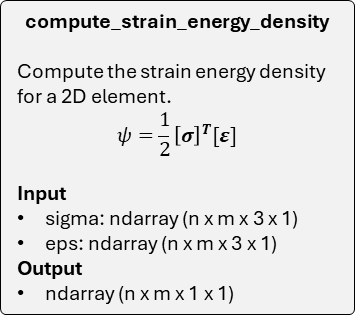 compute_strain_energy_density
Compute the strain energy density
for a 2D element.
ψ = 1/2 [σ]ᵀ[ε]
Input
• sigma: ndarray (n x m x 3 x 1)
• eps: ndarray (n x m x 3 x 1)
Output
• ndarray (n x m x 1 x 1)